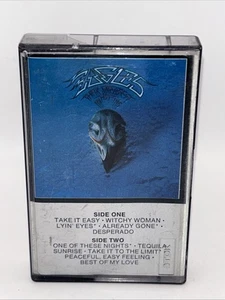 EAGLES
SIDE ONE
TAKE IT EASY • WITCHY WOMAN •
LYIN' EYES • ALREADY GONE •
DESPERADO
SIDE TWO
ONE OF THESE NIGHTS • TEQUILA
SUNRISE • TAKE IT TO THE LIMIT •
PEACEFUL, EASY FEELING •
BEST OF MY LOVE